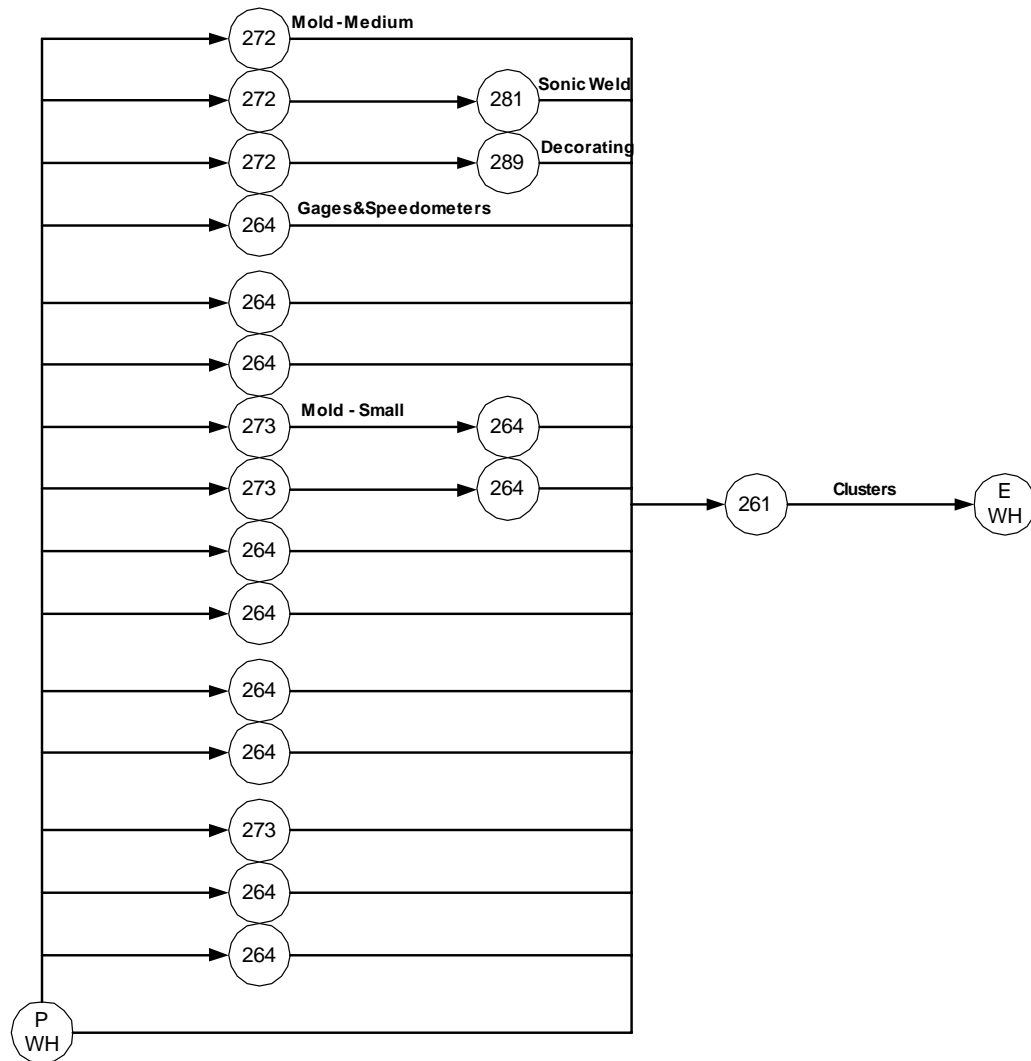 272 Mold-Medium
272 281 Sonic Weld
272 289 Decorating
264 Gages&Speedometers
264
264
273 Mold - Small 264
273 264
261 Clusters E
WH
264
264
264
264
273
264
264
P
WH